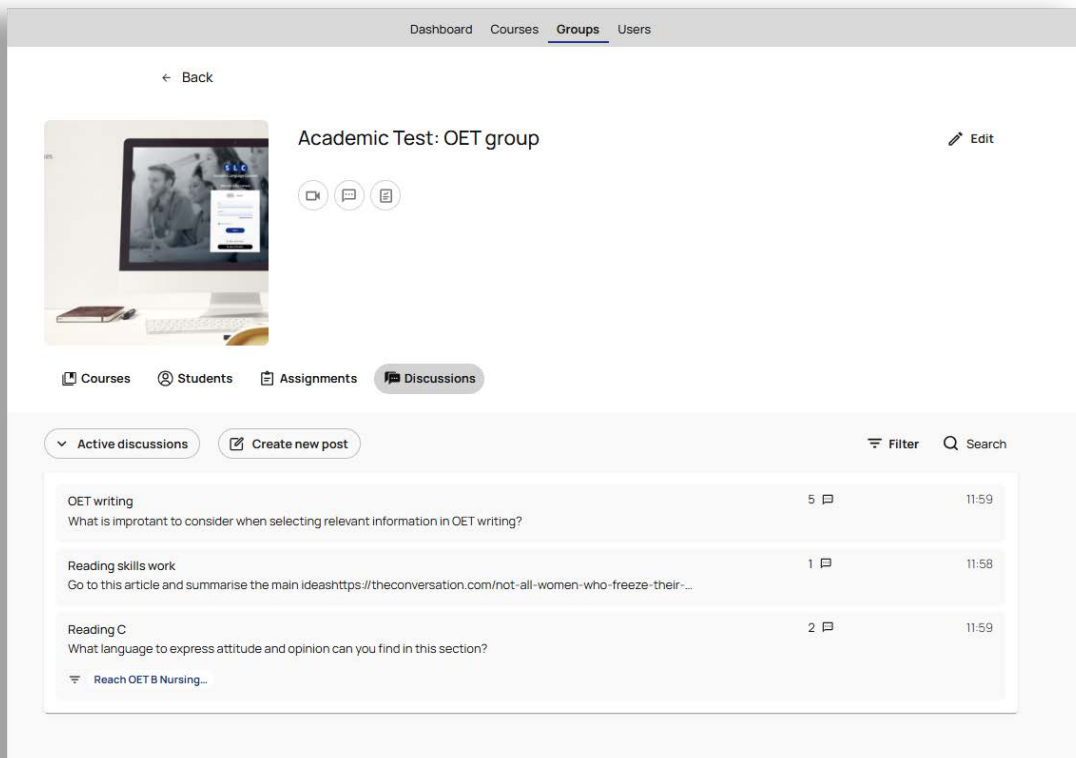 Dashboard Courses Groups Users
← Back
Academic Test: OET group
Edit
S L C
Courses Students Assignments Discussions
Active discussions Create new post Filter Search
OET writing 5 11:59
What is improtant to consider when selecting relevant information in OET writing?
Reading skills work 1 11:58
Go to this article and summarise the main ideashttps://theconversation.com/not-all-women-who-freeze-their-...
Reading C 2 11:59
What language to express attitude and opinion can you find in this section?
Reach OET B Nursing...